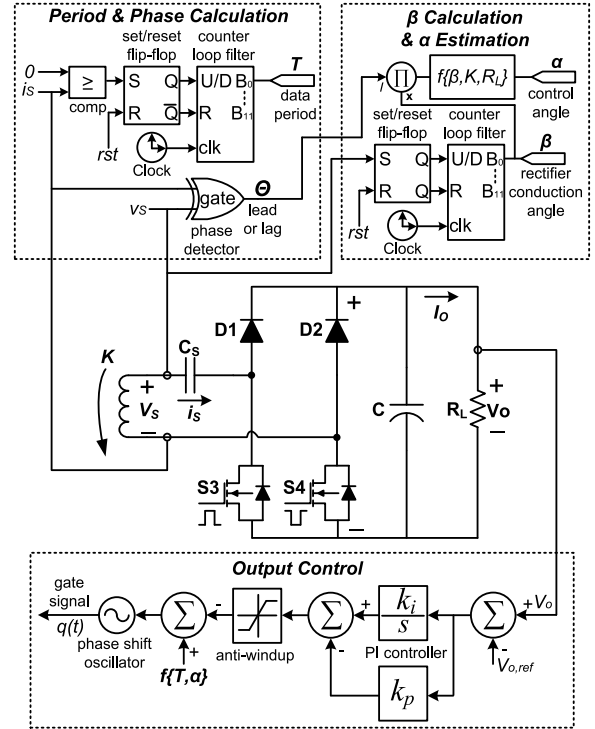 Period & Phase Calculation
set/reset
flip-flop
counter
loop filter
0
iS
≥
comp
S Q
R Q̅
rst
U/D B0
R B11
clk
Clock
T
data
period
vS
gate
phase
detector
Θ
lead
or lag
β Calculation
& α Estimation
/
∏
x
f{β,K,RL}
α
control
angle
set/reset
flip-flop
counter
loop filter
S Q
R Q
rst
U/D B0
R B11
clk
Clock
β
rectifier
conduction
angle
K
+
VS
−
CS
iS
D1
D2
+
S3
S4
−
C
IO
RL
+
Vo
−
Output Control
gate
signal
q(t)
phase shift
oscillator
∑
-
+
f{T,α}
anti-windup
∑
+
-
ki
s
PI controller
kp
∑
+Vo
-
Vo,ref